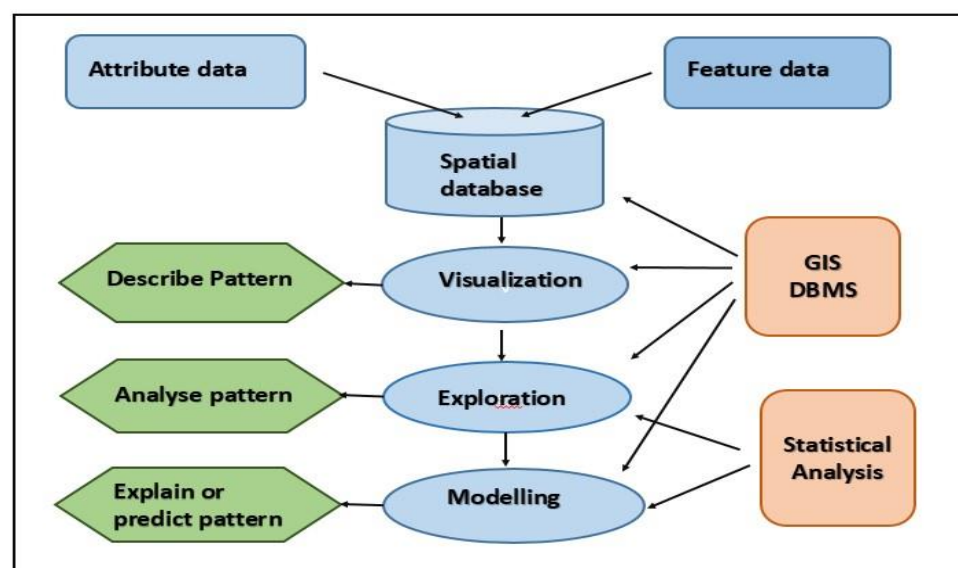 Attribute data
Feature data
Spatial
database
Visualization
Describe Pattern
GIS
DBMS
Exploration
Analyse pattern
Statistical
Analysis
Modelling
Explain or
predict pattern